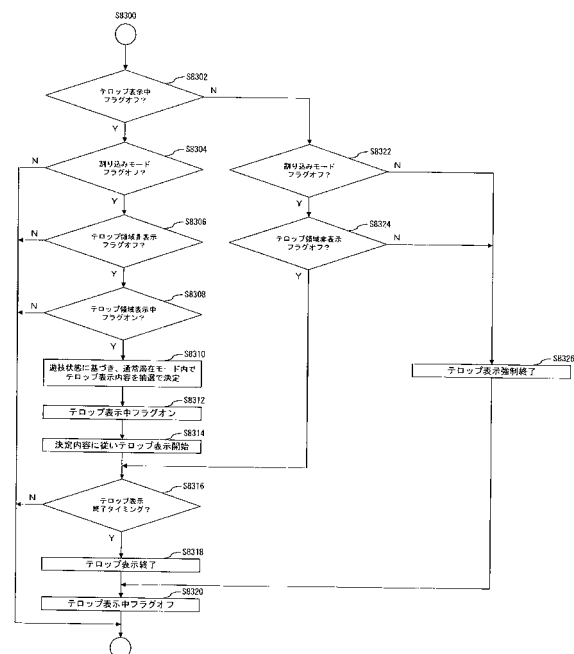 S8300
S8302
テロップ表示中
フラグオフ?
N
Y
S8304
割り込みモード
フラグオフ?
N
Y
S8306
テロップ領域非表示
フラグオフ?
N
Y
S8308
テロップ領域表示中
フラグオン?
N
Y
S8310
遊技状態に基づき、通常滞在モード内で
テロップ表示内容を抽選で決定
S8312
テロップ表示中フラグオン
S8314
決定内容に従いテロップ表示開始
S8316
テロップ表示
終了タイミング?
N
Y
S8318
テロップ表示終了
S8320
テロップ表示中フラグオフ
S8322
割り込みモード
フラグオフ?
N
Y
S8324
テロップ領域非表示
フラグオフ?
N
Y
S8326
テロップ表示強制終了